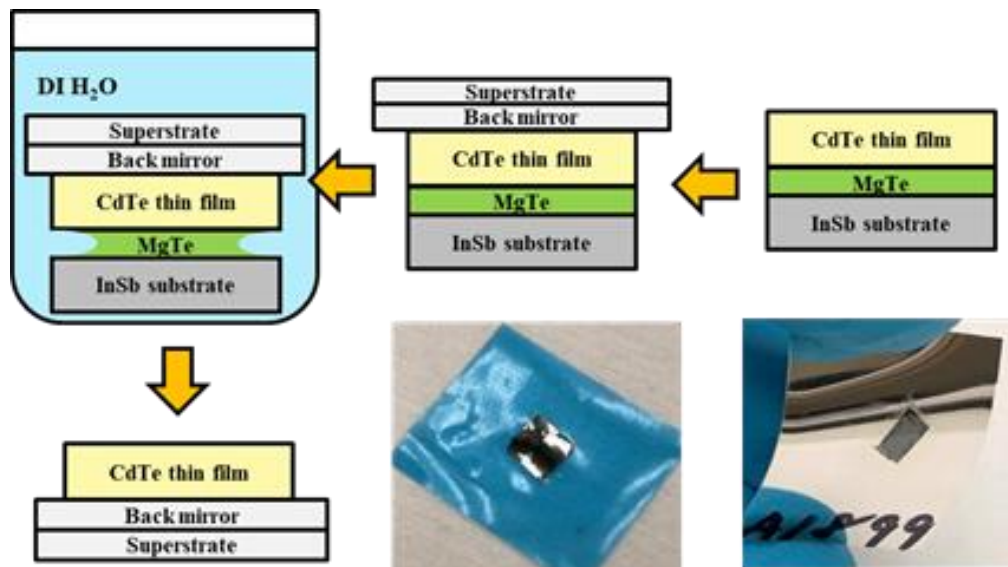 DI H₂O
Superstrate
Back mirror
CdTe thin film
MgTe
InSb substrate
Superstrate
Back mirror
CdTe thin film
MgTe
InSb substrate
CdTe thin film
MgTe
InSb substrate
CdTe thin film
Back mirror
Superstrate
A1899